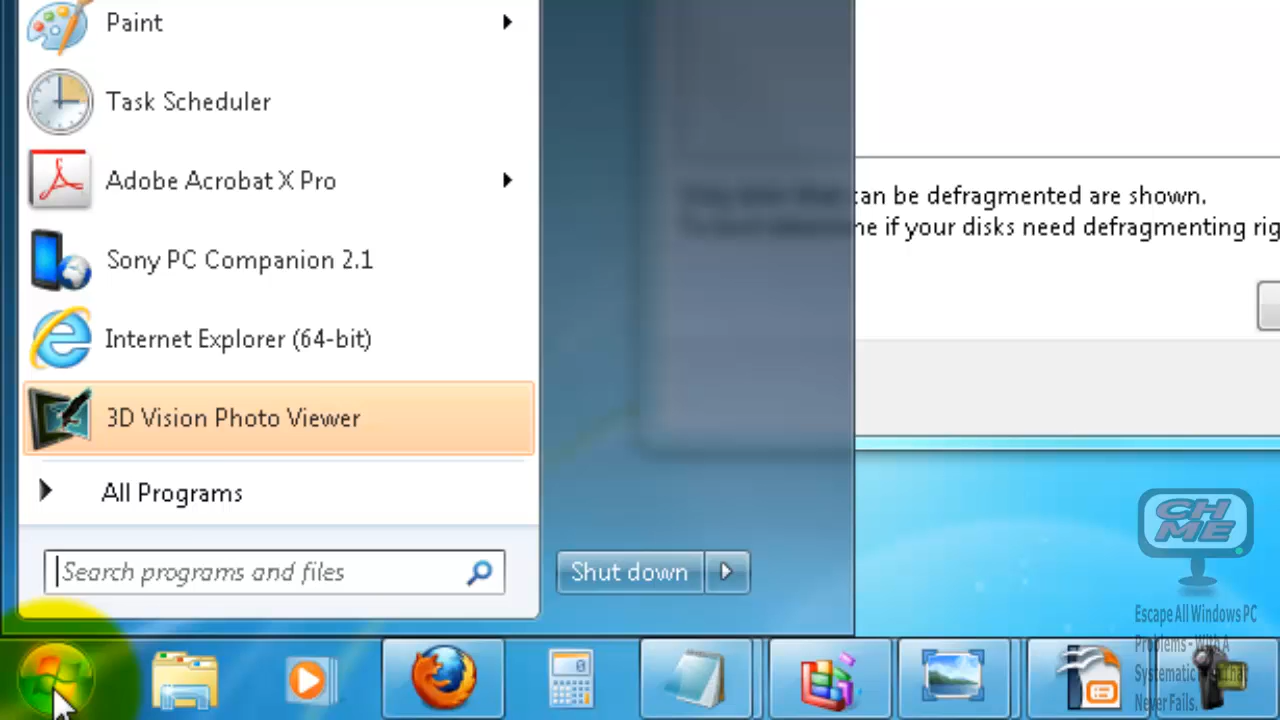 Paint
Task Scheduler
Adobe Acrobat X Pro
Sony PC Companion 2.1
Internet Explorer (64-bit)
3D Vision Photo Viewer
All Programs
Search programs and files
Shut down
can be defragmented are shown.
if your disks need defragmenting
0
CH
ME
Escape All Windows PC
Problems - With A
Systematic
Never Fails.